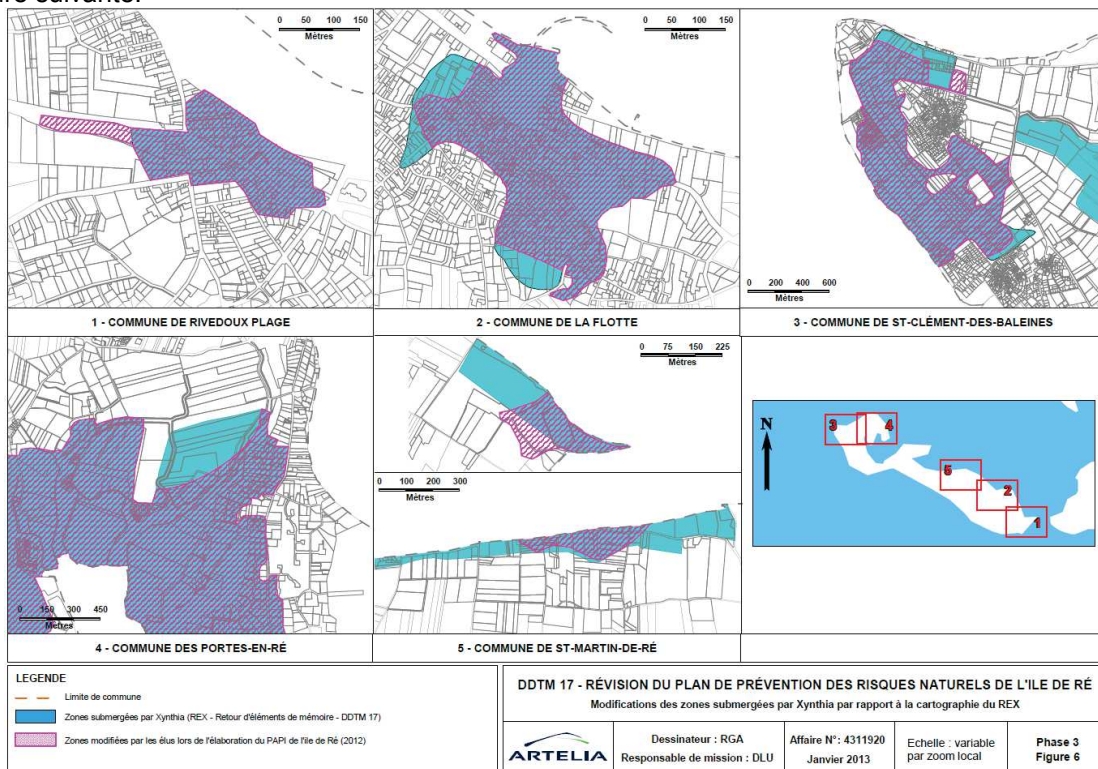 0 50 100 150
Mètres
0 50 100 150
Mètres
0 200 400 600
Mètres
1 - COMMUNE DE RIVEDOUX PLAGE
2 - COMMUNE DE LA FLOTTE
3 - COMMUNE DE ST-CLÉMENT-DES-BALEINES
0 150 300 450
Mètres
0 75 150 225
Mètres
0 100 200 300
Mètres
N
3
4
5
2
1
4 - COMMUNE DES PORTES-EN-RÉ
5 - COMMUNE DE ST-MARTIN-DE-RÉ
LEGENDE
Limite de commune
Zones submergées par Xynthia (REX - Retour d'éléments de mémoire - DDTM 17)
Zones modifiées par les élus lors de l'élaboration du PAPI de l'ile de Ré (2012)
DDTM 17 - RÉVISION DU PLAN DE PRÉVENTION DES RISQUES NATURELS DE L'ILE DE RÉ
Modifications des zones submergées par Xynthia par rapport à la cartographie du REX
ARTELIA
Dessinateur : RGA
Responsable de mission : DLU
Affaire N°: 4311920
Janvier 2013
Echelle : variable
par zoom local
Phase 3
Figure 6